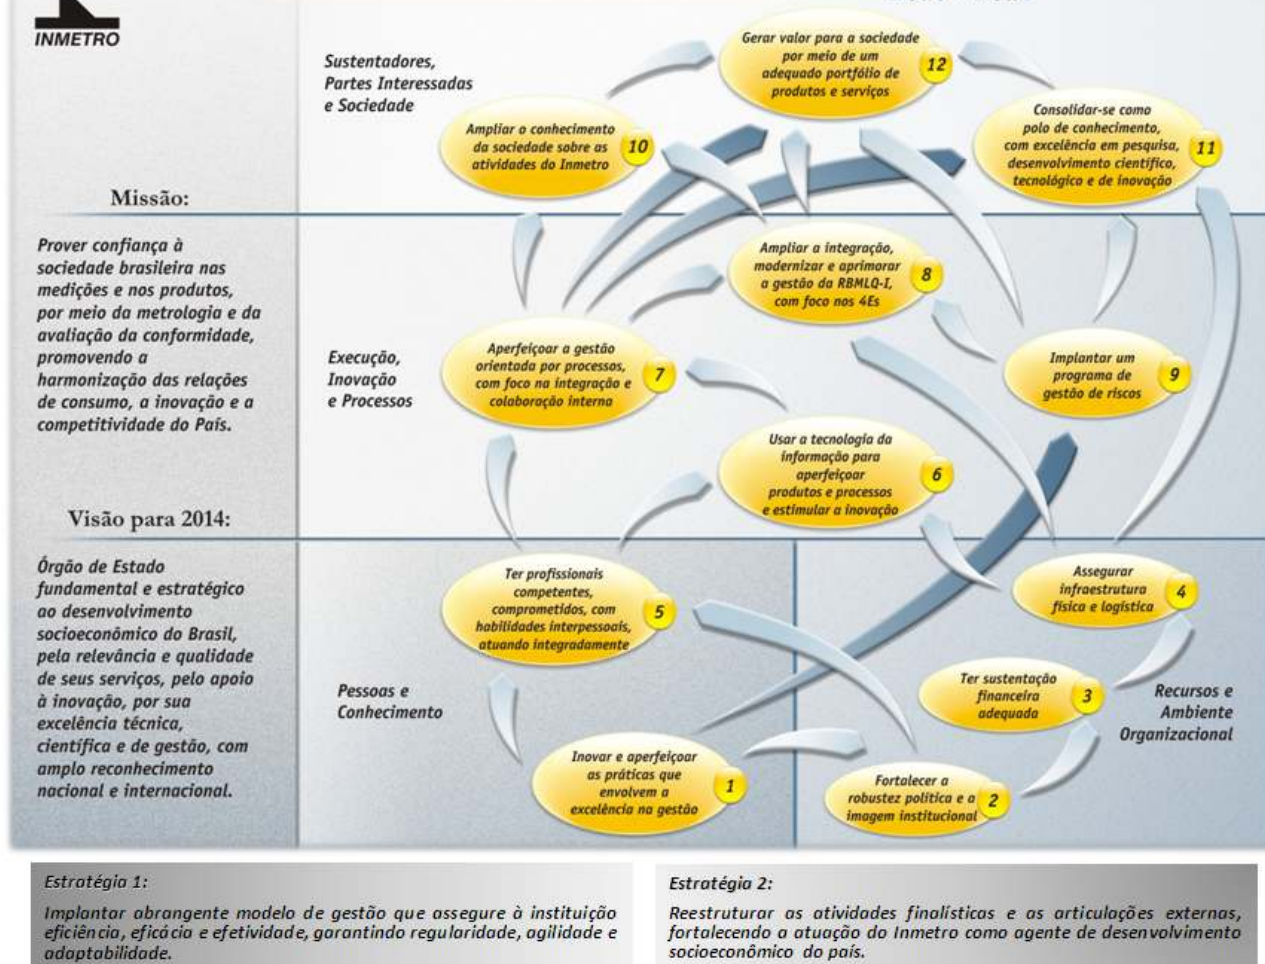 INMETRO
Missão:
Prover confiança à
sociedade brasileira nas
medições e nos produtos,
por meio da metrologia e da
avaliação da conformidade,
promovendo a
harmonização das relações
de consumo, a inovação e a
competitividade do País.
Visão para 2014:
Órgão de Estado
fundamental e estratégico
ao desenvolvimento
socioeconômico do Brasil,
pela relevância e qualidade
de seus serviços, pelo apoio
à inovação, por sua
excelência técnica,
científica e de gestão, com
amplo reconhecimento
nacional e internacional.
Sustentadores,
Partes Interessadas
e Sociedade
Gerar valor para a sociedade
por meio de um
adequado portfólio de
produtos e serviços
12
Ampliar o conhecimento
da sociedade sobre as
atividades do Inmetro
10
Consolidar-se como
polo de conhecimento,
com excelência em pesquisa,
desenvolvimento científico,
tecnológico e de inovação
11
Execução,
Inovação
e Processos
Ampliar a integração,
modernizar e aprimorar
a gestão da RBMLQ-I,
com foco nos 4Es
8
Aperfeiçoar a gestão
orientada por processos,
com foco na integração e
colaboração interna
7
Implantar um
programa de
gestão de riscos
9
Usar a tecnologia da
informação para
aperfeiçoar
produtos e processos
e estimular a inovação
6
Pessoas e
Conhecimento
Ter profissionais
competentes,
comprometidos, com
habilidades interpessoais,
atuando integradamente
5
Assegurar
infraestrutura
física e logística
4
Ter sustentação
financeira
adequada
3
Recursos e
Ambiente
Organizacional
Inovar e aperfeiçoar
as práticas que
envolvem a
excelência na gestão
1
Fortalecer a
robustez política e a
imagem institucional
2
Estratégia 1:
Implantar abrangente modelo de gestão que assegure à instituição
eficiência, eficácia e efetividade, garantindo regularidade, agilidade e
adaptabilidade.
Estratégia 2:
Reestruturar as atividades finalísticas e as articulações externas,
fortalecendo a atuação do Inmetro como agente de desenvolvimento
socioeconômico do país.